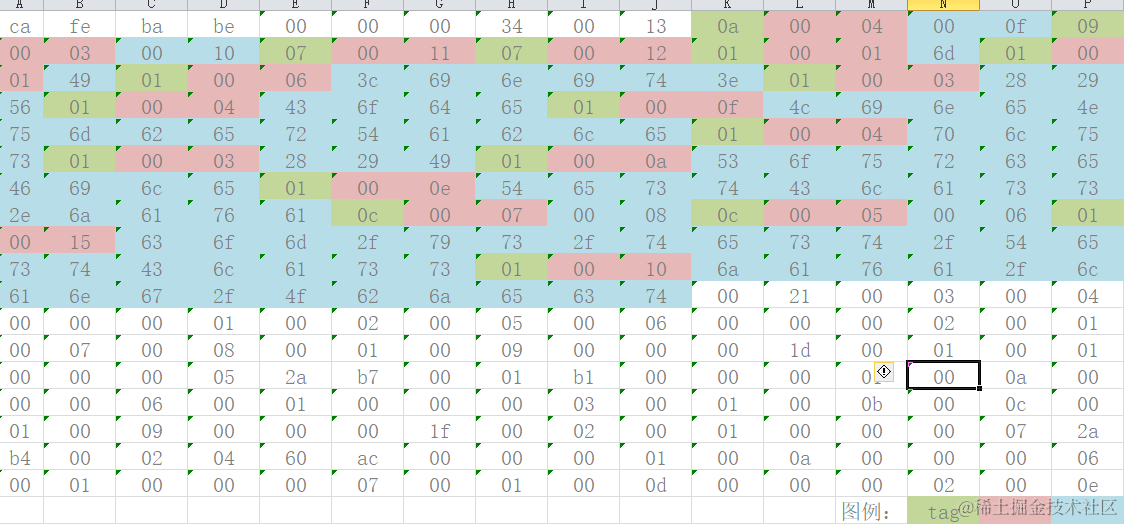 A B C D E F G H I J K L M N O P
ca fe ba be 00 00 00 34 00 13 0a 00 04 00 0f 09
00 03 00 10 07 00 11 07 00 12 01 00 01 6d 01 00
01 49 01 00 06 3c 69 6e 69 74 3e 01 00 03 28 29
56 01 00 04 43 6f 64 65 01 00 0f 4c 69 6e 65 4e
75 6d 62 65 72 54 61 62 6c 65 01 00 04 70 6c 75
73 01 00 03 28 29 49 01 00 0a 53 6f 75 72 63 65
46 69 6c 65 01 00 0e 54 65 73 74 43 6c 61 73 73
2e 6a 61 76 61 0c 00 07 00 08 0c 00 05 00 06 01
00 15 63 6f 6d 2f 79 73 2f 74 65 73 74 2f 54 65
73 74 43 6c 61 73 73 01 00 10 6a 61 76 61 2f 6c
61 6e 67 2f 4f 62 6a 65 63 74 00 21 00 03 00 04
00 00 00 01 00 02 00 05 00 06 00 00 00 02 00 01
00 07 00 08 00 01 00 09 00 00 00 1d 00 01 00 01
00 00 00 05 2a b7 00 01 b1 00 00 00 01 00 0a 00
00 00 06 00 01 00 00 00 03 00 01 00 0b 00 0c 00
01 00 09 00 00 00 1f 00 02 00 01 00 00 00 07 2a
b4 00 02 04 60 ac 00 00 00 01 00 0a 00 00 00 06
00 01 00 00 00 07 00 01 00 0d 00 00 00 02 00 0e
图例: tag @稀土掘金技术社区